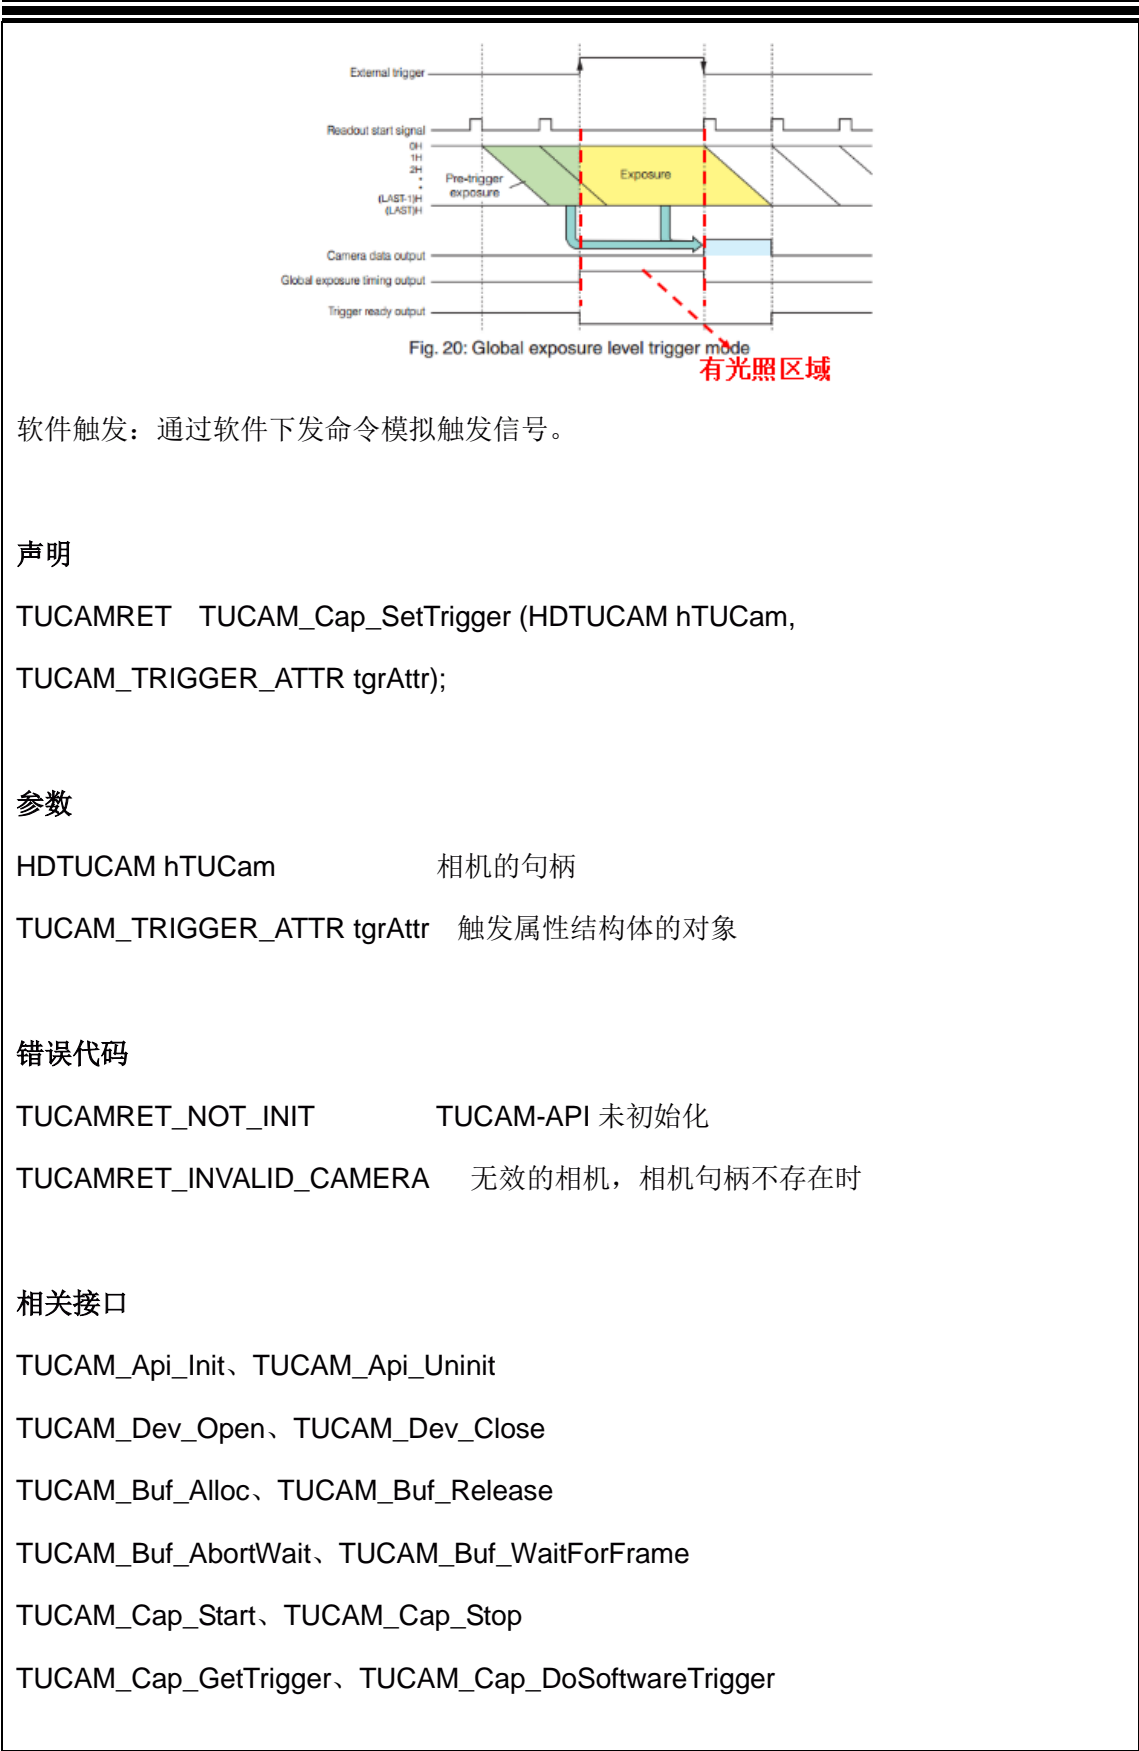 External trigger
Readout start signal
0H
1H
2H
•
•
(LAST-1)H
(LAST)H
Pre-trigger
exposure
Exposure
Camera data output
Global exposure timing output
Trigger ready output
Fig. 20: Global exposure level trigger mode
有光照区域
软件触发：通过软件下发命令模拟触发信号。
声明
TUCAMRET TUCAM_Cap_SetTrigger (HDTUCAM hTUCam,
TUCAM_TRIGGER_ATTR tgrAttr);
参数
HDTUCAM hTUCam 相机的句柄
TUCAM_TRIGGER_ATTR tgrAttr 触发属性结构体的对象
错误代码
TUCAMRET_NOT_INIT TUCAM-API 未初始化
TUCAMRET_INVALID_CAMERA 无效的相机，相机句柄不存在时
相关接口
TUCAM_Api_Init、TUCAM_Api_Uninit
TUCAM_Dev_Open、TUCAM_Dev_Close
TUCAM_Buf_Alloc、TUCAM_Buf_Release
TUCAM_Buf_AbortWait、TUCAM_Buf_WaitForFrame
TUCAM_Cap_Start、TUCAM_Cap_Stop
TUCAM_Cap_GetTrigger、TUCAM_Cap_DoSoftwareTrigger